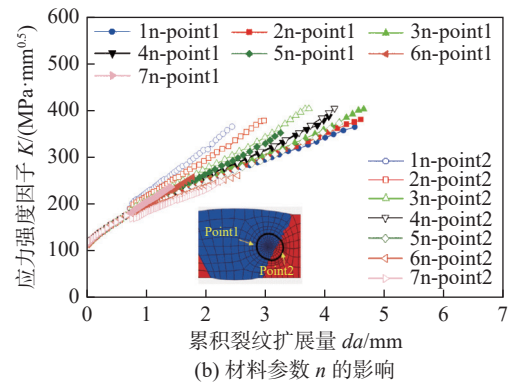 1n-point1 2n-point1 3n-point1
4n-point1 5n-point1 6n-point1
7n-point1
应力强度因子 K/(MPa·mm0.5)
600
500
400
300
200
100
0
1n-point2
2n-point2
3n-point2
4n-point2
5n-point2
6n-point2
7n-point2
Point1
Point2
0 1 2 3 4 5 6 7
累积裂纹扩展量 da/mm
(b) 材料参数 n 的影响